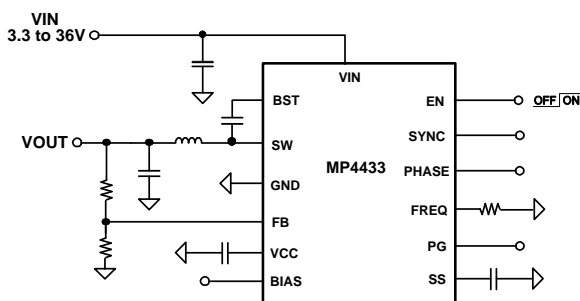 VIN
3.3 to 36V
VIN
BST
EN
OFF ON
SYNC
VOUT
SW
MP4433
PHASE
GND
FREQ
FB
PG
VCC
SS
BIAS